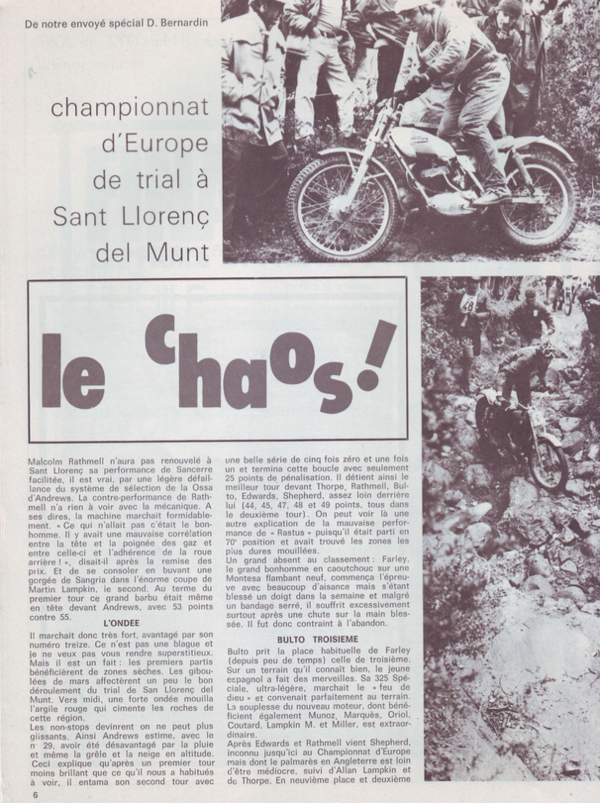 De notre envoyé spécial D. Bernardin
championnat
d'Europe
de trial à
Sant Llorenç
del Munt
le chaos!
Malcolm Rathmell n'aura pas renouvelé à
Sant Llorenç sa performance de Sancerre
facilitée, il est vrai, par une légère défail-
lance du système de sélection de la Ossa
d'Andrews. La contre-performance de Rath-
mell n'a rien à voir avec la mécanique. A
ses dires, la machine marchait formidable-
ment. « Ce qui n'allait pas c'était le bon-
homme. Il y avait une mauvaise corrélation
entre la tête et la poignée des gaz et
entre celle-ci et l'adhérence de la roue
arrière ! », disait-il après la remise des
prix. Et de se consoler en buvant une
gorgée de Sangria dans l'énorme coupe de
Martin Lampkin, le second. Au terme du
premier tour ce grand barbu était même
en tête devant Andrews, avec 53 points
contre 55.
L'ONDEE
Il marchait donc très fort, avantagé par son
numéro treize. Ce n'est pas une blague et
je ne veux pas vous rendre superstitieux.
Mais il est un fait : les premiers partis
bénéficièrent de zones sèches. Les gibou-
lées de mars affectèrent un peu le bon
déroulement du trial de San Llorenç del
Munt. Vers midi, une forte ondée mouilla
l'argile rouge qui cimente les roches de
cette région.
Les non-stops devinrent on ne peut plus
glissants. Ainsi Andrews estime, avec le
n° 29, avoir été désavantagé par la pluie
et même la grêle et la neige en altitude.
Ceci explique qu'après un premier tour
moins brillant que ce qu'il nous a habitués
à voir, il entama son second tour avec
une belle série de cinq fois zéro et une fois
un et termina cette boucle avec seulement
25 points de pénalisation. Il détient ainsi le
meilleur tour devant Thorpe, Rathmell, Bul-
to, Edwards, Shepherd, assez loin derrière
lui (44, 45, 47, 48 et 49 points, tous dans
le deuxième tour). On peut voir là une
autre explication de la mauvaise perfor-
mance de « Rastus » puisqu'il était parti en
70e position et avait trouvé les zones les
plus dures mouillées.
Un grand absent au classement : Farley,
le grand bonhomme en caoutchouc sur une
Montesa flambant neuf, commença l'épreu-
ve avec beaucoup d'aisance mais s'étant
blessé un doigt dans la semaine et malgré
un bandage serré, il souffrit excessivement
surtout après une chute sur la main bles-
sée. Il fut donc contraint à l'abandon.
BULTO TROISIEME
Bulto prit la place habituelle de Farley
(depuis peu de temps) celle de troisième.
Sur un terrain qu'il connaît bien, le jeune
espagnol a fait des merveilles. Sa 325 Spé-
ciale, ultra-légère, marchait le « feu de
dieu » et convenait parfaitement au terrain.
La souplesse du nouveau moteur, dont béné-
ficient également Munoz, Marquès, Oriol,
Coutard, Lampkin M. et Miller, est extraor-
dinaire.
Après Edwards et Rathmell vient Shepherd,
inconnu jusqu'ici au Championnat d'Europe
mais dont le palmarès en Angleterre est loin
d'être médiocre, suivi d'Allan Lampkin et
de Thorpe. En neuvième place et deuxième
6